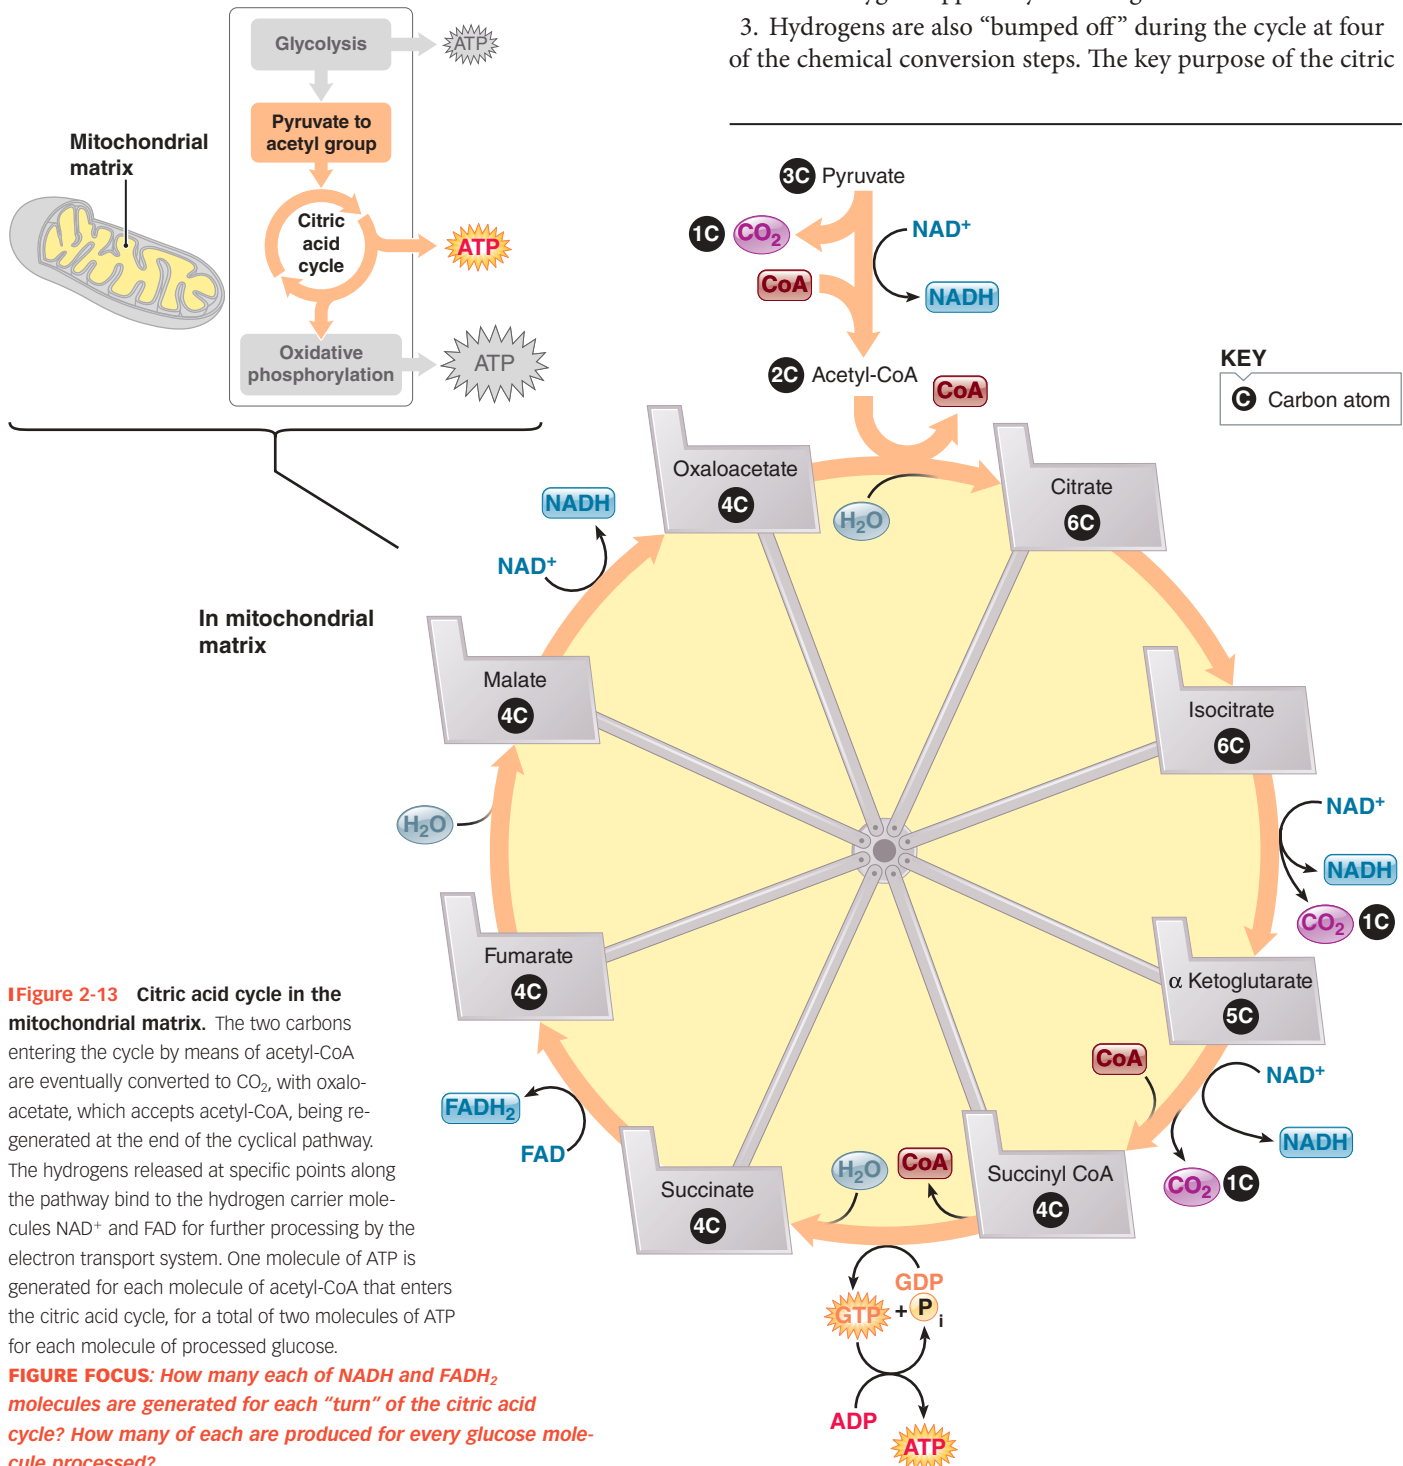 3. Hydrogens are also “bumped off” during the cycle at four
of the chemical conversion steps. The key purpose of the citric
Glycolysis
ATP
Pyruvate to
acetyl group
Mitochondrial
matrix
Citric
acid
cycle
ATP
Oxidative
phosphorylation
ATP
3C Pyruvate
1C CO2
NAD+
CoA
NADH
2C Acetyl-CoA
CoA
KEY
C Carbon atom
Oxaloacetate
4C
H2O
Citrate
6C
NADH
NAD+
In mitochondrial
matrix
Malate
4C
Isocitrate
6C
NAD+
NADH
CO2 1C
H2O
Fumarate
4C
α Ketoglutarate
5C
CoA
NAD+
NADH
CO2 1C
FADH2
FAD
Succinate
4C
H2O
CoA
Succinyl CoA
4C
GDP
GTP + Pi
ADP
ATP
Figure 2-13 Citric acid cycle in the
mitochondrial matrix. The two carbons
entering the cycle by means of acetyl-CoA
are eventually converted to CO2, with oxalo-
acetate, which accepts acetyl-CoA, being re-
generated at the end of the cyclical pathway.
The hydrogens released at specific points along
the pathway bind to the hydrogen carrier mole-
cules NAD+ and FAD for further processing by the
electron transport system. One molecule of ATP is
generated for each molecule of acetyl-CoA that enters
the citric acid cycle, for a total of two molecules of ATP
for each molecule of processed glucose.
FIGURE FOCUS: How many each of NADH and FADH2
molecules are generated for each “turn” of the citric acid
cycle? How many of each are produced for every glucose mole-
cule processed?